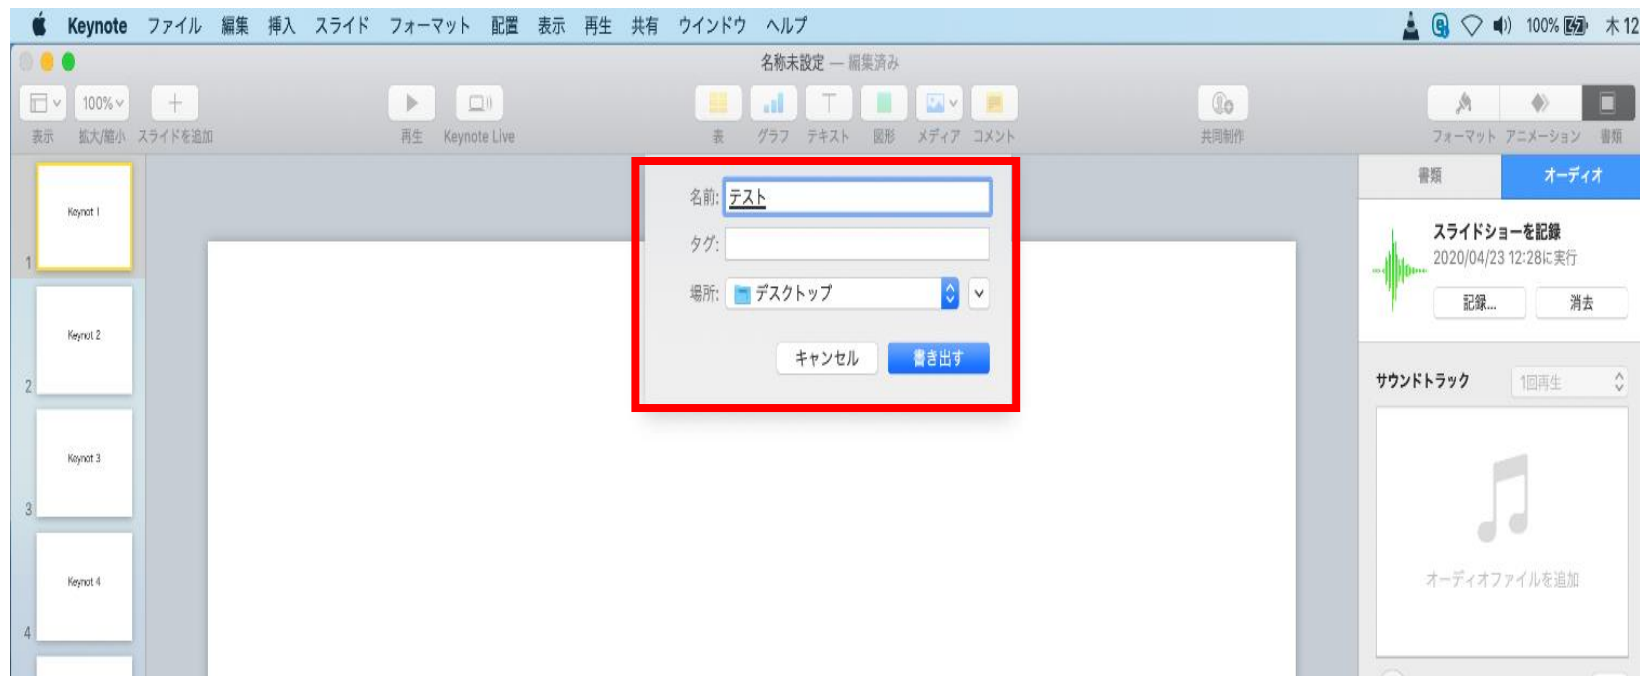 Keynote ファイル 編集 挿入 スライド フォーマット 配置 表示 再生 共有 ウインドウ ヘルプ 100% 木12
名称未設定 — 編集済み
100%
表示 拡大/縮小 スライドを追加 再生 Keynote Live 表 グラフ テキスト 図形 メディア コメント 共同制作 フォーマット アニメーション 書類
書類 オーディオ
名前: テスト
タグ:
場所: デスクトップ
キャンセル 書き出す
Keynot 1
1
Keynot 2
2
Keynot 3
3
Keynot 4
4
スライドショーを記録
2020/04/23 12:28に実行
記録... 消去
サウンドトラック 1回再生
オーディオファイルを追加